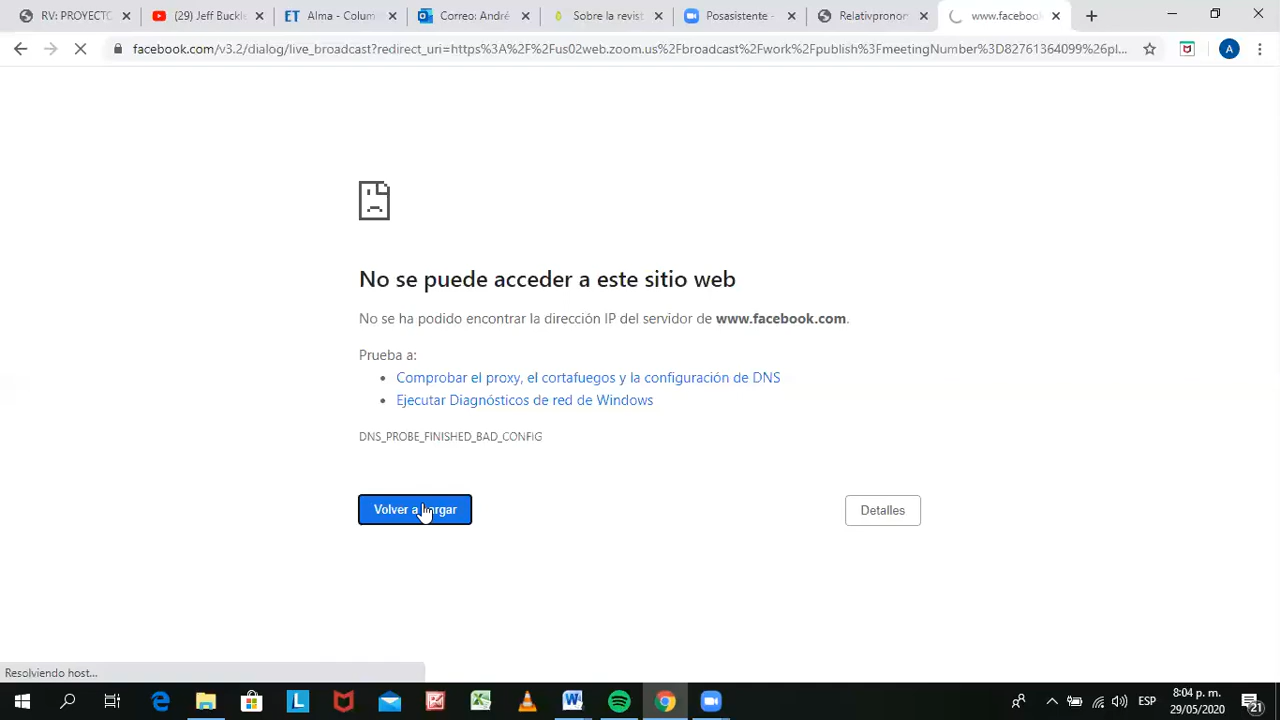 RV: PROYECTO
(29) Jeff Buckle
ET Alma - Colum
Correo: André
Sobre la revist
Posasistente -
Relativpronom
www.facebo
facebook.com/v3.2/dialog/live_broadcast?redirect_uri=https%3A%2F%2Fus02web.zoom.us%2Fbroadcast%2Fwork%2Fpublish%3FmeetingNumber%3D82761364099%26pl...
A
No se puede acceder a este sitio web
No se ha podido encontrar la dirección IP del servidor de www.facebook.com.
Prueba a:
• Comprobar el proxy, el cortafuegos y la configuración de DNS
• Ejecutar Diagnósticos de red de Windows
DNS_PROBE_FINISHED_BAD_CONFIG
Volver a cargar
Detalles
Resolviendo host...
ESP
8:04 p. m.
29/05/2020
21